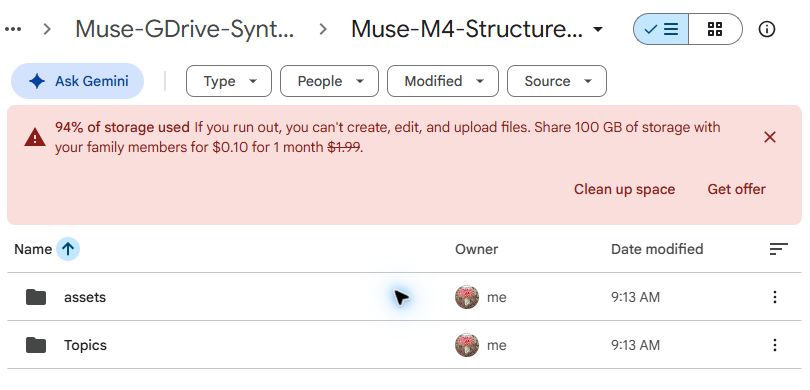 ... > Muse-GDrive-Synt... > Muse-M4-Structure...
Ask Gemini Type People Modified Source
94% of storage used If you run out, you can't create, edit, and upload files. Share 100 GB of storage with
your family members for $0.10 for 1 month $1.99.
Clean up space Get offer
Name Owner Date modified
assets me 9:13 AM
Topics me 9:13 AM